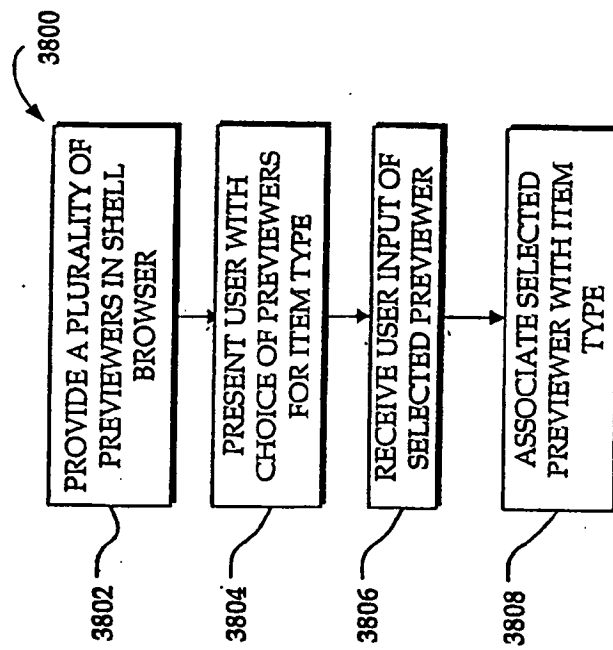 3800
3802
PROVIDE A PLURALITY OF
PREVIEWERS IN SHELL
BROWSER
3804
PRESENT USER WITH
CHOICE OF PREVIEWERS
FOR ITEM TYPE
3806
RECEIVE USER INPUT OF
SELECTED PREVIEWER
3808
ASSOCIATE SELECTED
PREVIEWER WITH ITEM
TYPE